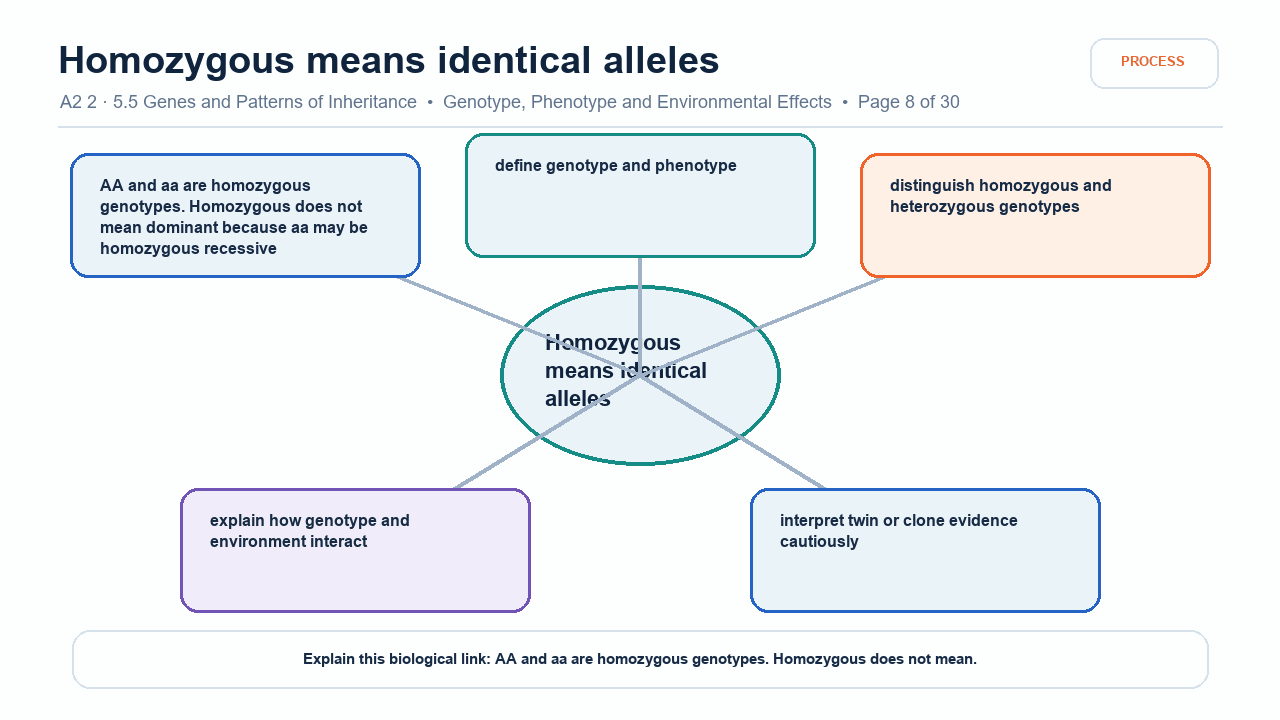 Homozygous means identical alleles
PROCESS
A2 2 · 5.5 Genes and Patterns of Inheritance • Genotype, Phenotype and Environmental Effects • Page 8 of 30
AA and aa are homozygous
genotypes. Homozygous does not
mean dominant because aa may be
homozygous recessive
define genotype and phenotype
distinguish homozygous and
heterozygous genotypes
Homozygous
means identical
alleles
explain how genotype and
environment interact
interpret twin or clone evidence
cautiously
Explain this biological link: AA and aa are homozygous genotypes. Homozygous does not mean.